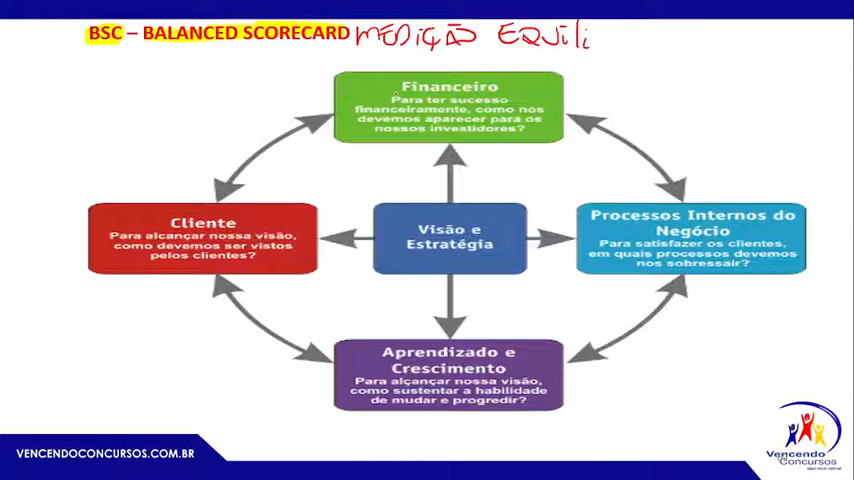 BSC – BALANCED SCORECARD MEDIÇÃO EQUILI
Financeiro
Para ter sucesso
financeiramente, como nós
devemos aparecer para os
nossos investidores?
Cliente
Para alcançar nossa visão,
como devemos ser vistos
pelos clientes?
Visão e
Estratégia
Processos Internos do
Negócio
Para satisfazer os clientes,
em quais processos devemos
nos sobressair?
Aprendizado e
Crescimento
Para alcançar nossa visão,
como sustentar a habilidade
de mudar e progredir?
VENCENDOCONCURSOS.COM.BR
Vencendo
Concursos